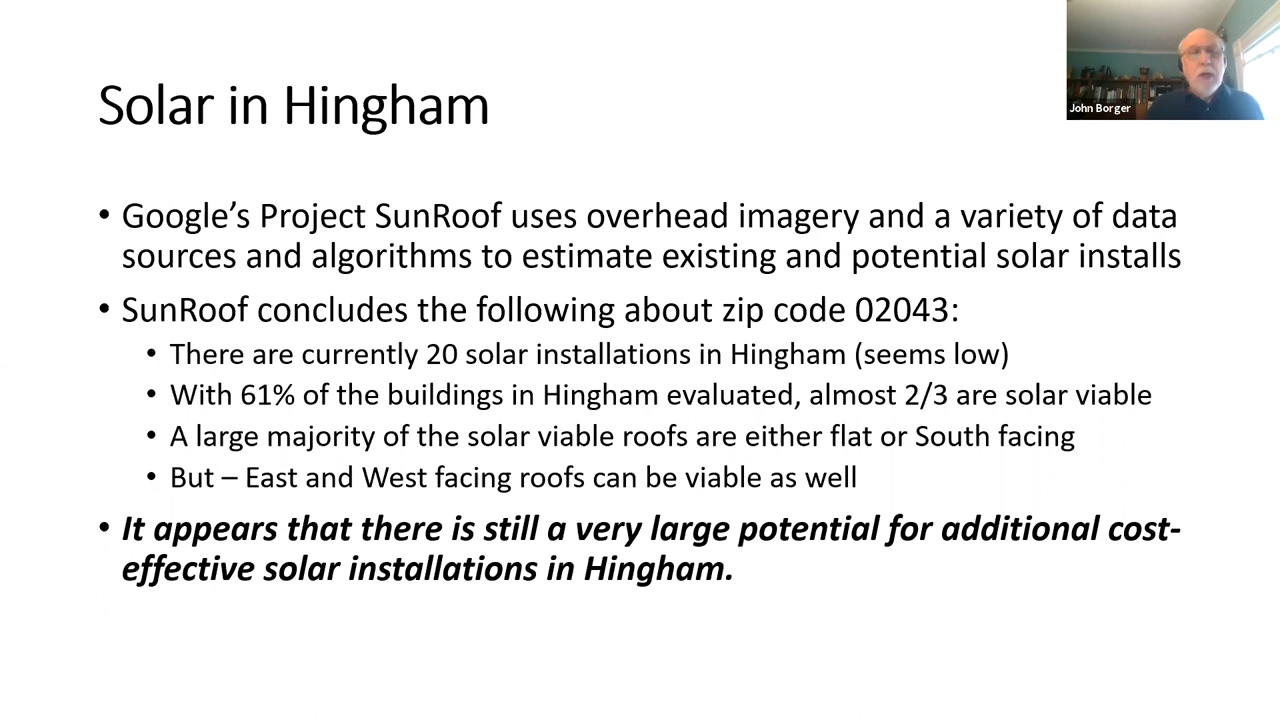 Solar in Hingham
John Borger
• Google’s Project SunRoof uses overhead imagery and a variety of data
sources and algorithms to estimate existing and potential solar installs
• SunRoof concludes the following about zip code 02043:
• There are currently 20 solar installations in Hingham (seems low)
• With 61% of the buildings in Hingham evaluated, almost 2/3 are solar viable
• A large majority of the solar viable roofs are either flat or South facing
• But – East and West facing roofs can be viable as well
• It appears that there is still a very large potential for additional cost-
effective solar installations in Hingham.